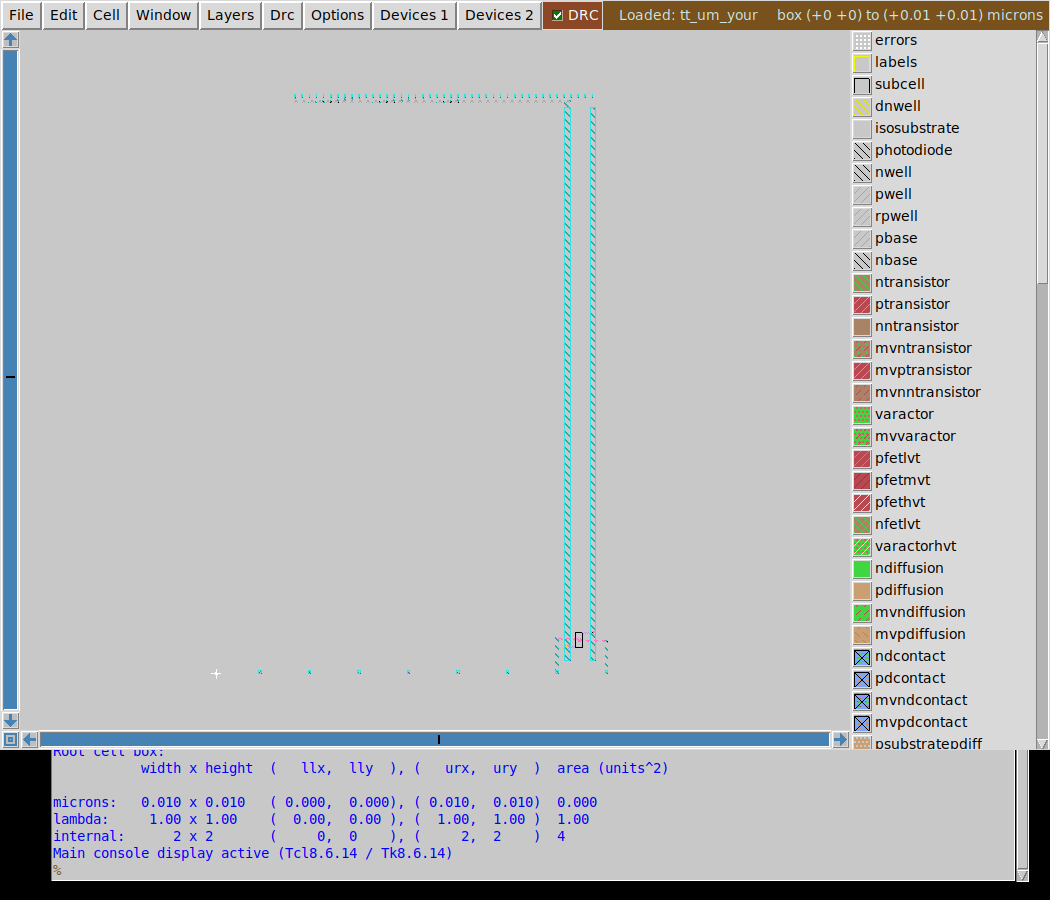 File Edit Cell Window Layers Drc Options Devices 1 Devices 2 DRC Loaded: tt_um_your box (+0 +0) to (+0.01 +0.01) microns
errors
labels
subcell
dnwell
isosubstrate
photodiode
nwell
pwell
rpwell
pbase
nbase
ntransistor
ptransistor
nntransistor
mvntransistor
mvptransistor
mvnntransistor
varactor
mvvaractor
pfetlvt
pfetmvt
pfethvt
nfetlvt
varactorhvt
ndiffusion
pdiffusion
mvndiffusion
mvpdiffusion
ndcontact
pdcontact
mvndcontact
mvpdcontact
psubstratepdiff
Root cell box:
width x height ( llx, lly ), ( urx, ury ) area (units^2)
microns: 0.010 x 0.010 ( 0.000, 0.000), ( 0.010, 0.010) 0.000
lambda: 1.00 x 1.00 ( 0.00, 0.00 ), ( 1.00, 1.00 ) 1.00
internal: 2 x 2 ( 0, 0 ), ( 2, 2 ) 4
Main console display active (Tcl8.6.14 / Tk8.6.14)
%